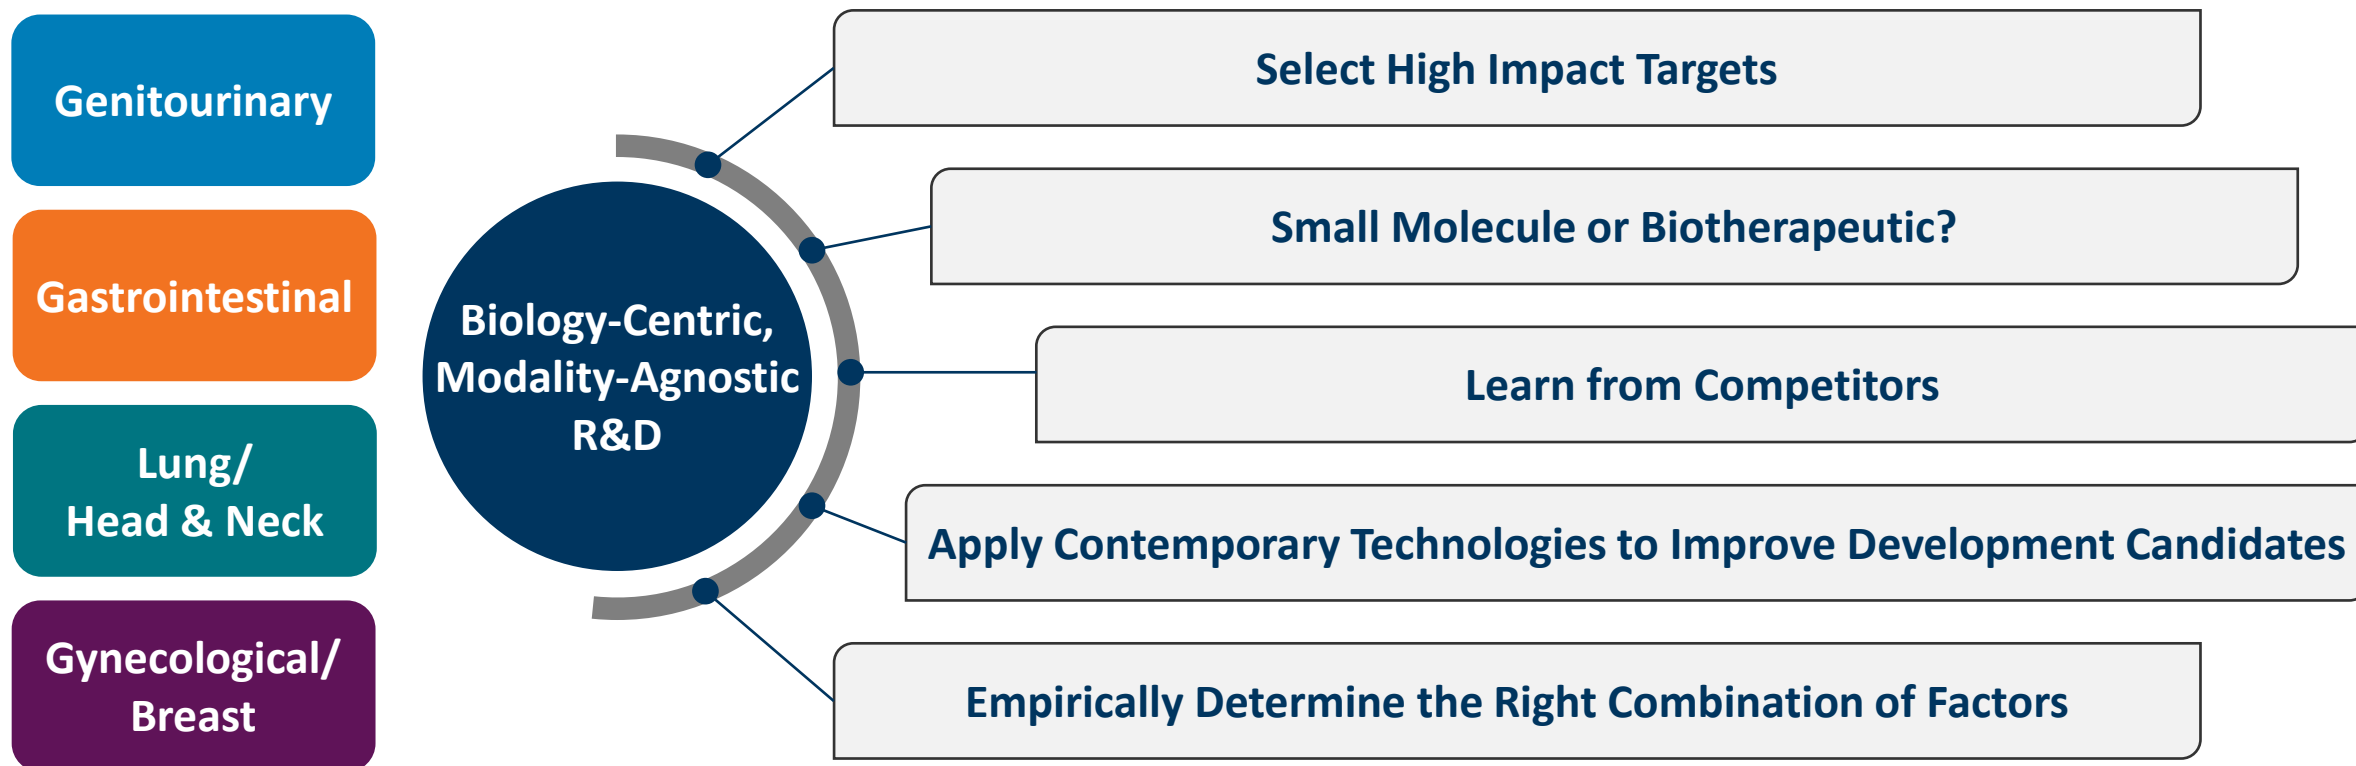 Genitourinary
Gastrointestinal
Lung/
Head & Neck
Gynecological/
Breast
Biology-Centric,
Modality-Agnostic
R&D
Select High Impact Targets
Small Molecule or Biotherapeutic?
Learn from Competitors
Apply Contemporary Technologies to Improve Development Candidates
Empirically Determine the Right Combination of Factors